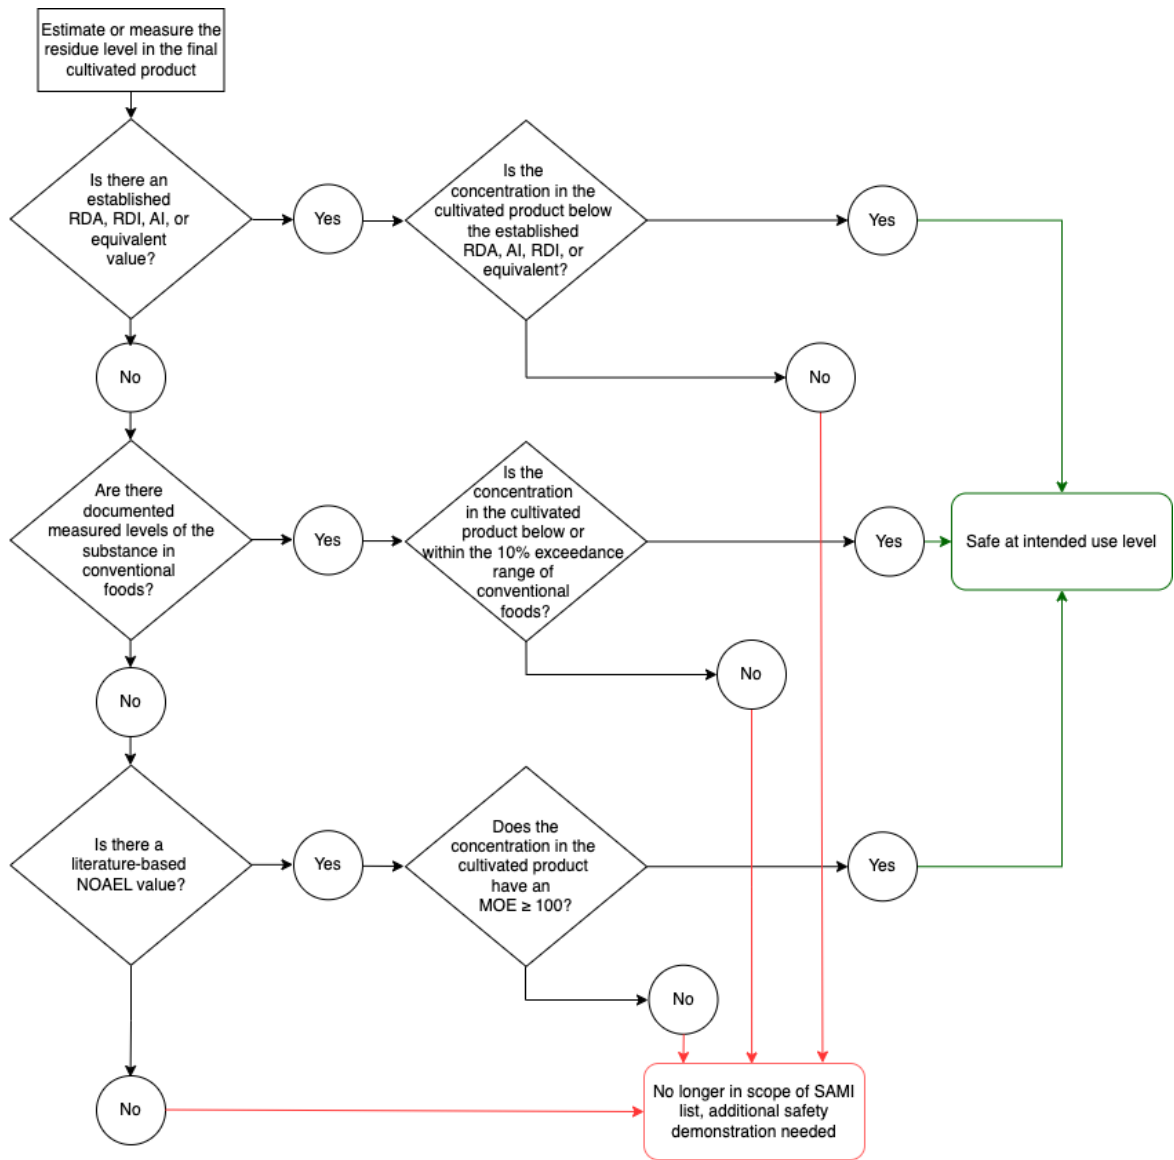 Estimate or measure the
residue level in the final
cultivated product
Is there an
established
RDA, RDI, AI, or
equivalent
value?
Yes
Is the
concentration in the
cultivated product below
the established
RDA, AI, RDI, or
equivalent?
Yes
No
No
Are there
documented
measured levels of the
substance in
conventional
foods?
Yes
Is the
concentration
in the cultivated
product below or
within the 10% exceedance
range of
conventional
foods?
Yes
Safe at intended use level
No
No
Is there a
literature-based
NOAEL value?
Yes
Does the
concentration in the
cultivated product
have an
MOE ≥ 100?
Yes
No
No
No longer in scope of SAMI
list, additional safety
demonstration needed